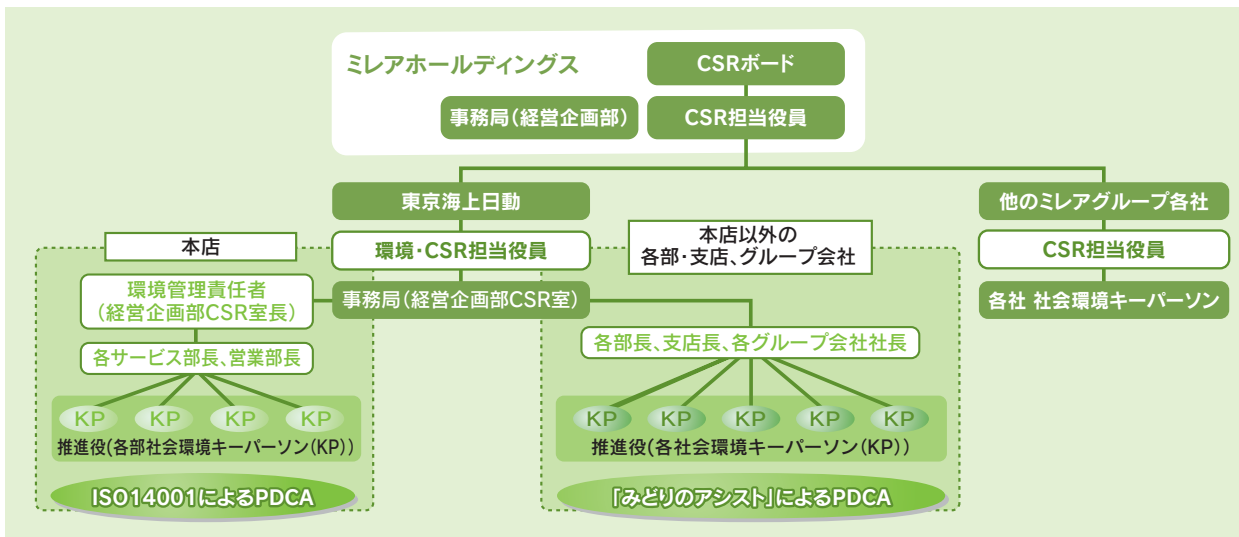 ミレアホールディングス
CSRボード
事務局（経営企画部）
CSR担当役員
東京海上日動
他のミレアグループ各社
本店
環境・CSR担当役員
本店以外の
各部・支店、グループ会社
CSR担当役員
環境管理責任者
（経営企画部CSR室長）
事務局（経営企画部CSR室）
各社 社会環境キーパーソン
各サービス部長、営業部長
各部長、支店長、各グループ会社社長
KP KP KP KP
KP KP KP KP KP
推進役(各部社会環境キーパーソン（KP）)
推進役(各社会環境キーパーソン（KP）)
ISO14001によるPDCA
「みどりのアシスト」によるPDCA